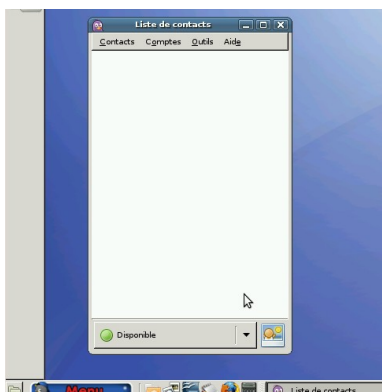 Liste de contacts
Contacts Comptes Outils Aide
Disponible
Menu
Liste de contacts